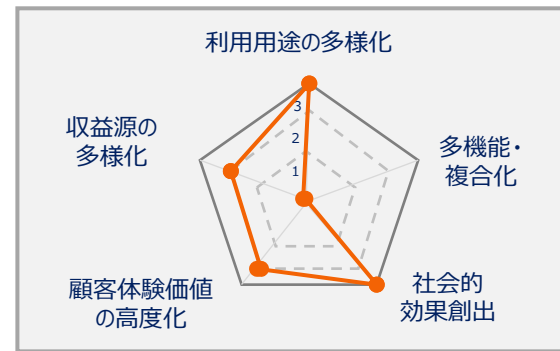 利用用途の多様化
3
2
1
収益源の
多様化
多機能・
複合化
顧客体験価値
の高度化
社会的
効果創出